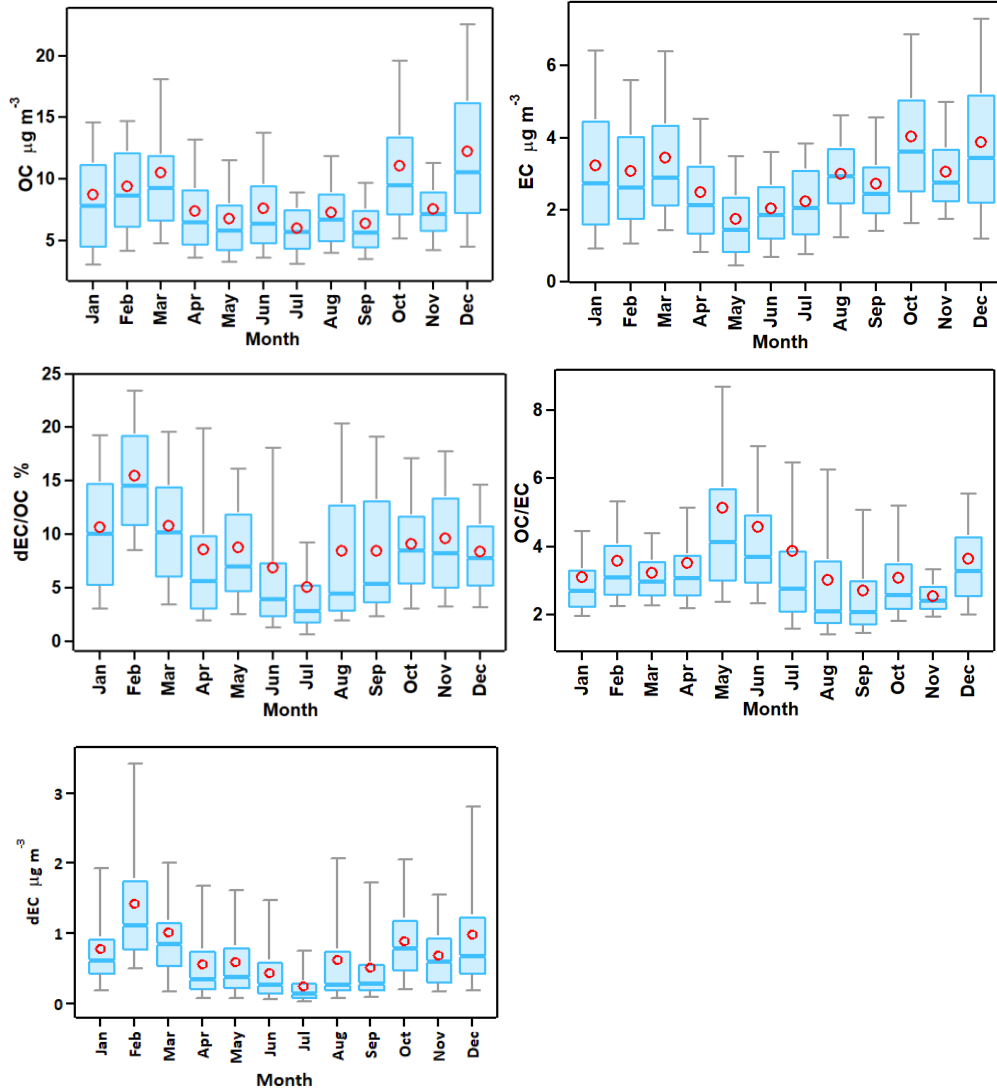 OC µg m⁻³
20
15
10
5
Jan Feb Mar Apr May Jun Jul Aug Sep Oct Nov Dec
Month
EC µg m⁻³
6
4
2
0
Jan Feb Mar Apr May Jun Jul Aug Sep Oct Nov Dec
Month
dEC/OC %
25
20
15
10
5
0
Jan Feb Mar Apr May Jun Jul Aug Sep Oct Nov Dec
Month
OC/EC
8
6
4
2
Jan Feb Mar Apr May Jun Jul Aug Sep Oct Nov Dec
Month
dEC µg m⁻³
3
2
1
0
Jan Feb Mar Apr May Jun Jul Aug Sep Oct Nov Dec
Month